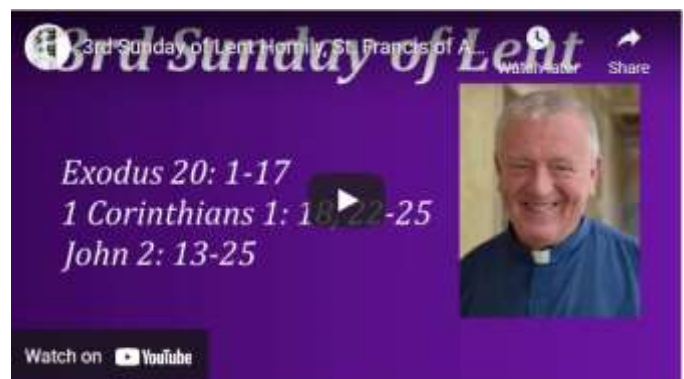 3rd Sunday of Lent Homily, St. Francis of A...
3rd Sunday of Lent
Watch later
Share
Exodus 20: 1-17
1 Corinthians 1: 18, 22-25
John 2: 13-25
Watch on YouTube